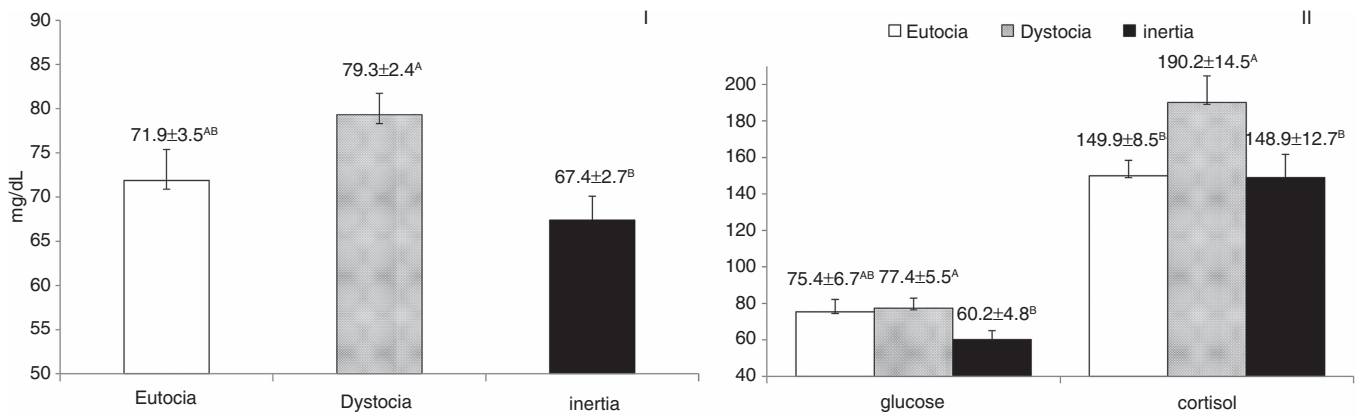 I
mg/dL
90
85
80
75
70
65
60
55
50
71.9±3.5ᴬᴮ
79.3±2.4ᴬ
67.4±2.7ᴮ
Eutocia Dystocia inertia
II
Eutocia Dystocia inertia
200
180
160
140
120
100
80
60
40
75.4±6.7ᴬᴮ 77.4±5.5ᴬ
60.2±4.8ᴮ
149.9±8.5ᴮ
190.2±14.5ᴬ
148.9±12.7ᴮ
glucose cortisol